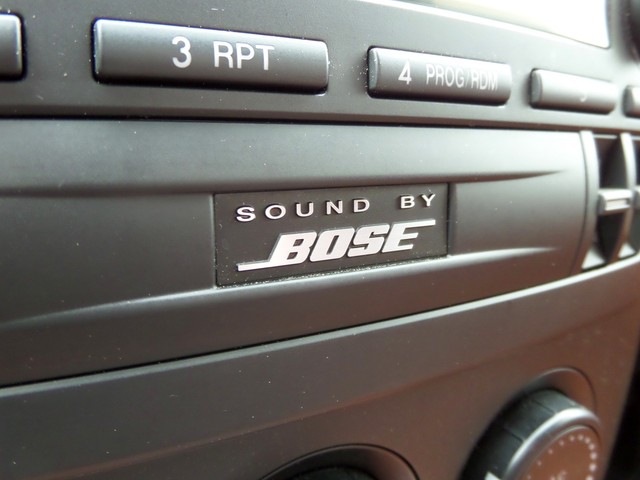 3 RPT
4 PROG/RDM
SOUND BY
BOSE